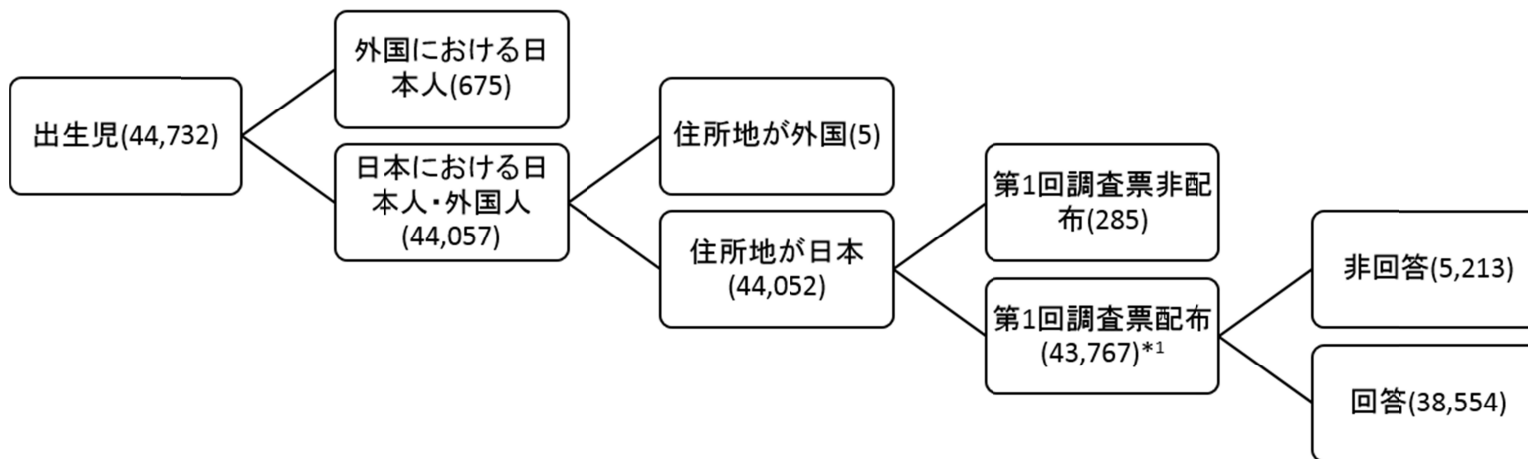 出生児(44,732)
外国における日
本人(675)
日本における日
本人・外国人
(44,057)
住所地が外国(5)
住所地が日本
(44,052)
第1回調査票非配
布(285)
第1回調査票配布
(43,767)*1
非回答(5,213)
回答(38,554)